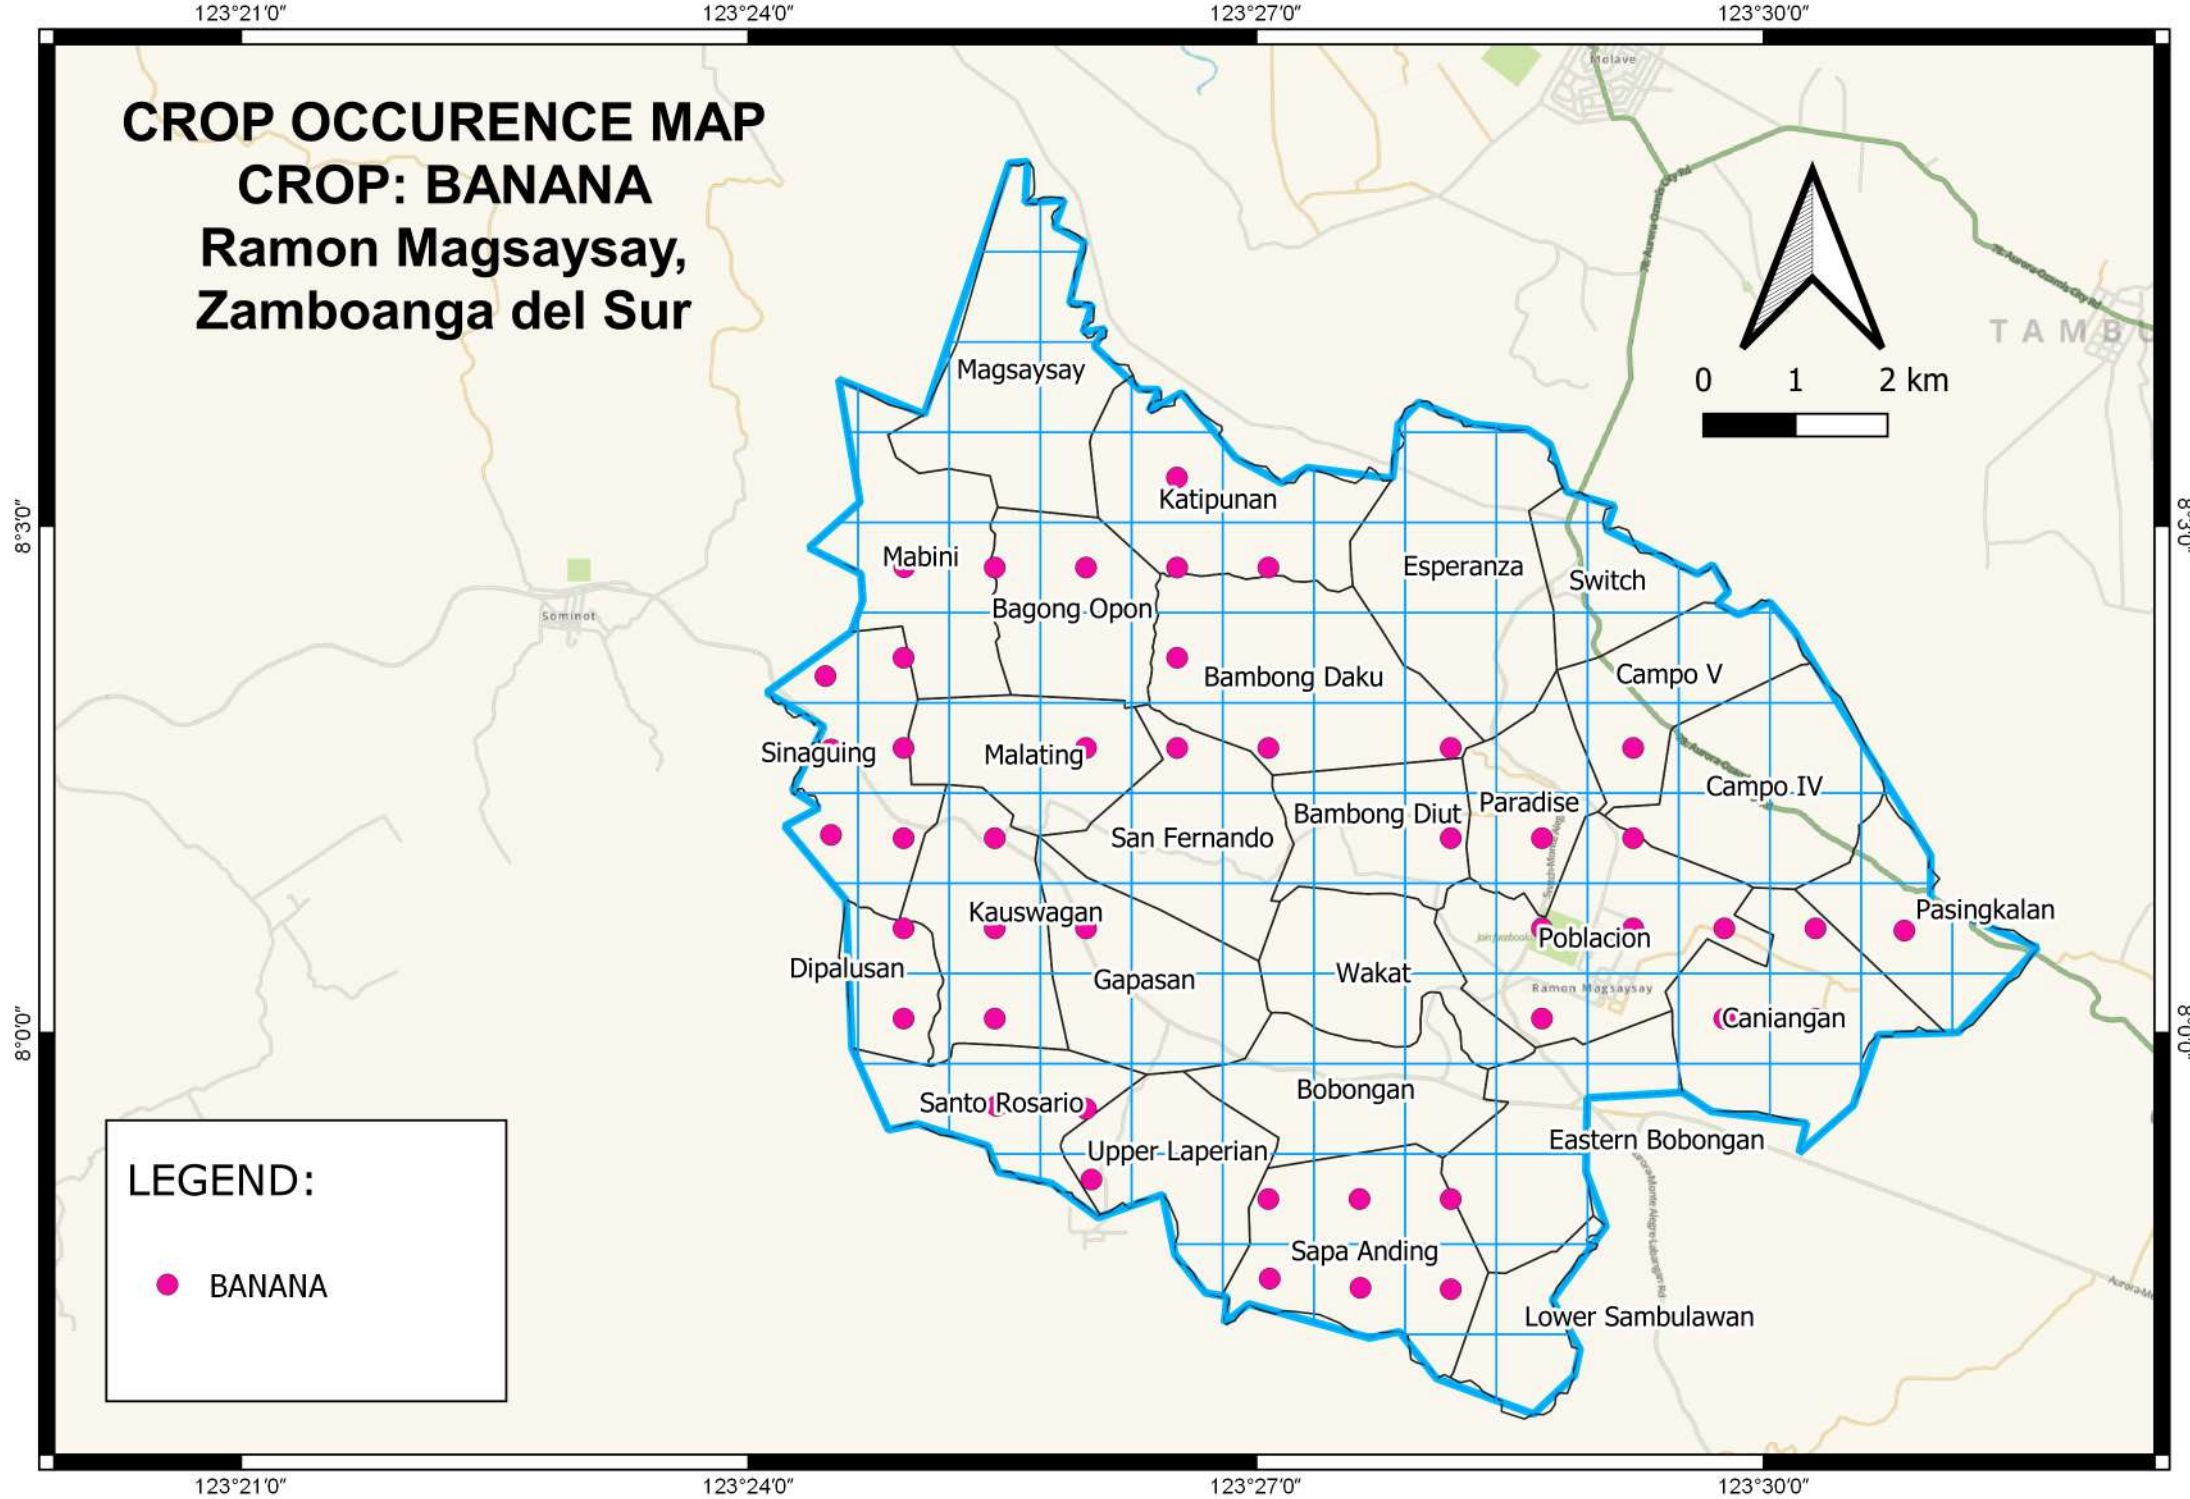 123°21'0"
123°24'0"
123°27'0"
123°30'0"
CROP OCCURENCE MAP
CROP: BANANA
Ramon Magsaysay,
Zamboanga del Sur
Molave
TAMBU
0 1 2 km
Magsaysay
Katipunan
8°3'0"
8°3'0"
Mabini
Esperanza
Switch
Bagong Opon
Sominot
Campo V
Bambong Daku
Sinaguing
Malating
Campo IV
Paradise
Bambong Diut
San Fernando
Kauswagan
Pasingkalan
Poblacion
Dipalusan
Wakat
Gapasan
Ramon Magsaysay
Caniangan
8°0'0"
8°0'0"
Bobongan
Santo Rosario
Eastern Bobongan
Upper Laperian
Sapa Anding
Lower Sambulawan
LEGEND:
BANANA
123°21'0"
123°24'0"
123°27'0"
123°30'0"